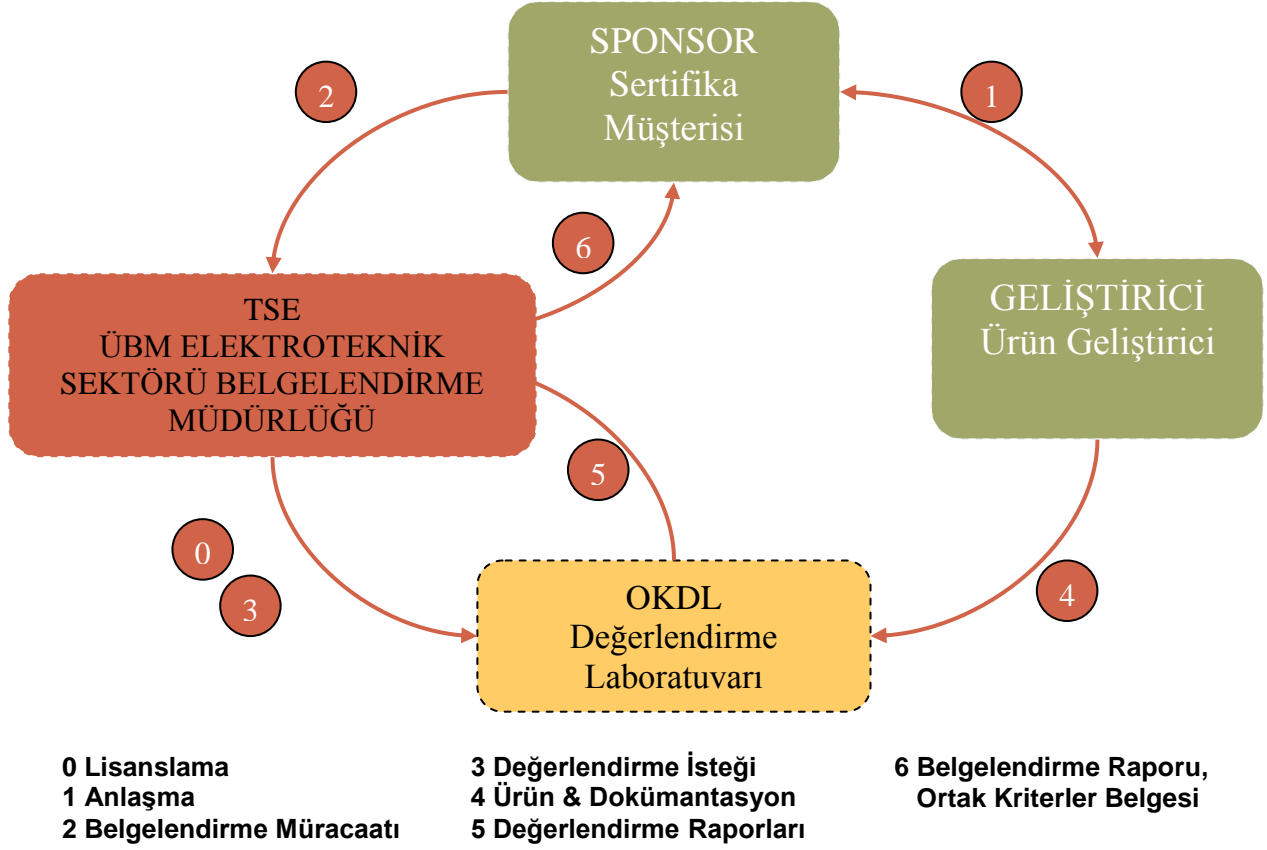 SPONSOR
Sertifika
Müşterisi
2
1
6
TSE
ÜBM ELEKTROTEKNİK
SEKTÖRÜ BELGELENDİRME
MÜDÜRLÜĞÜ
GELİŞTİRİCİ
Ürün Geliştirici
5
0
3
4
OKDL
Değerlendirme
Laboratuvarı
0 Lisanslama
1 Anlaşma
2 Belgelendirme Müracaatı
3 Değerlendirme İsteği
4 Ürün & Dokümantasyon
5 Değerlendirme Raporları
6 Belgelendirme Raporu,
Ortak Kriterler Belgesi